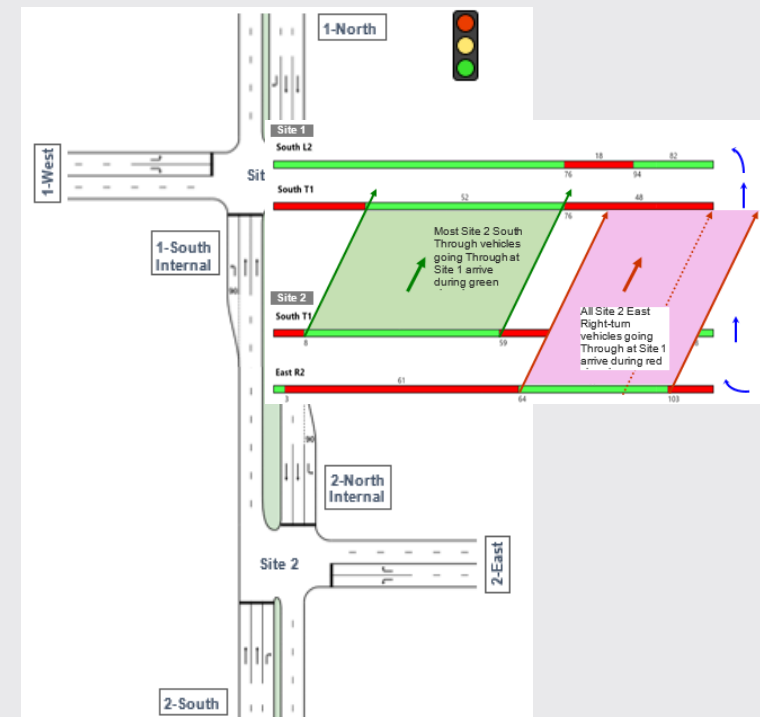 1-North
Site 1
South L2
18
82
76
94
1-West
Sit
South T1
52
48
76
1-South
Internal
90
Most Site 2 South
Through vehicles
going Through at
Site 1 arrive
during green
Site 2
South T1
8
59
All Site 2 East
Right-turn
vehicles going
Through at Site 1
arrive during red
East R2
61
3
64
103
90
2-North
Internal
Site 2
2-East
2-South